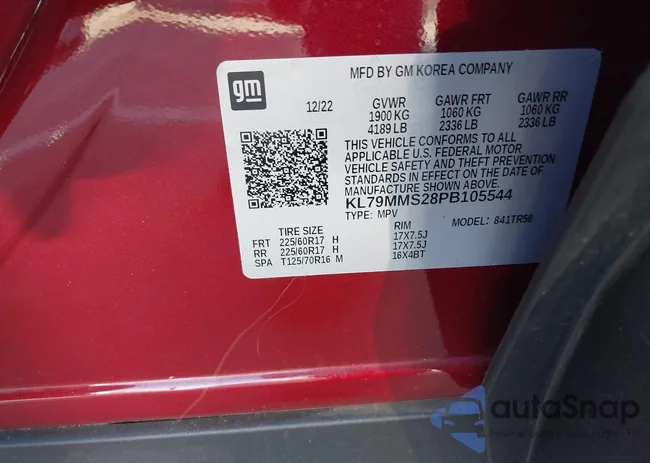 MFD BY GM KOREA COMPANY
gm
12/22
GVWR GAWR FRT GAWR RR
1900 KG 1060 KG 1060 KG
4189 LB 2336 LB 2336 LB
THIS VEHICLE CONFORMS TO ALL
APPLICABLE U.S. FEDERAL MOTOR
VEHICLE SAFETY AND THEFT PREVENTION
STANDARDS IN EFFECT ON THE DATE OF
MANUFACTURE SHOWN ABOVE.
KL79MMS28PB105544
TYPE: MPV MODEL: 841TR58
TIRE SIZE RIM
FRT 225/60R17 H 17X7.5J
RR 225/60R17 H 17X7.5J
SPA T125/70R16 M 16X4BT
autoSnap